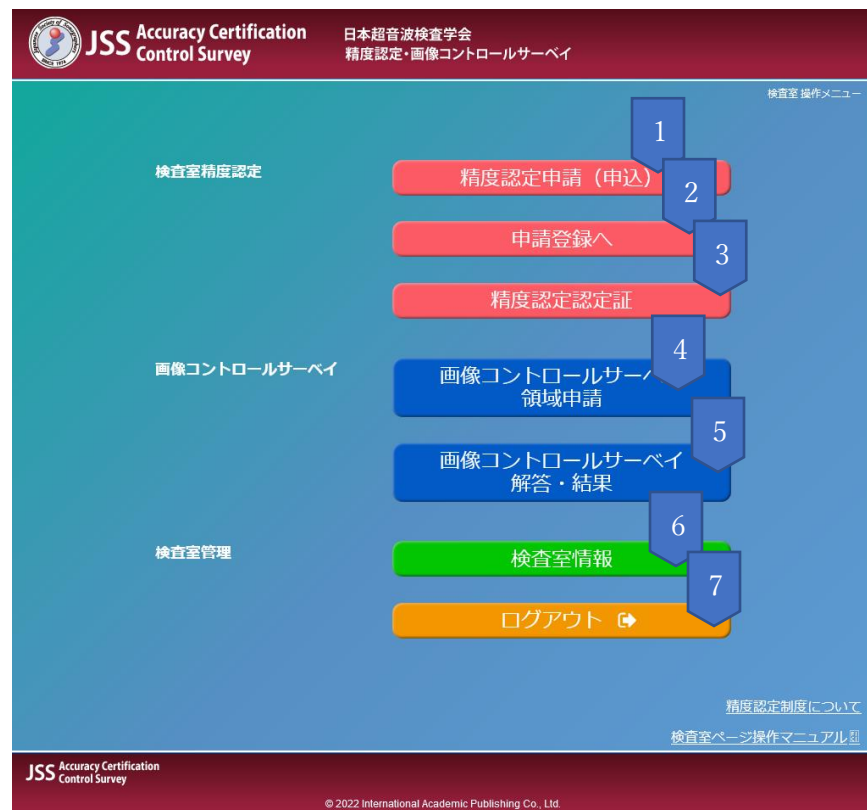 JSS Accuracy Certification
Control Survey
日本超音波検査学会
精度認定・画像コントロールサーベイ
検査室 操作メニュー
1
検査室精度認定
精度認定申請（申込）
2
申請登録へ
3
精度認定認定証
4
画像コントロールサーベイ
画像コントロールサーベ
領域申請
5
画像コントロールサーベイ
解答・結果
6
検査室管理
検査室情報
7
ログアウト
精度認定制度について
検査室ページ操作マニュアル
JSS Accuracy Certification
Control Survey
© 2022 International Academic Publishing Co., Ltd.